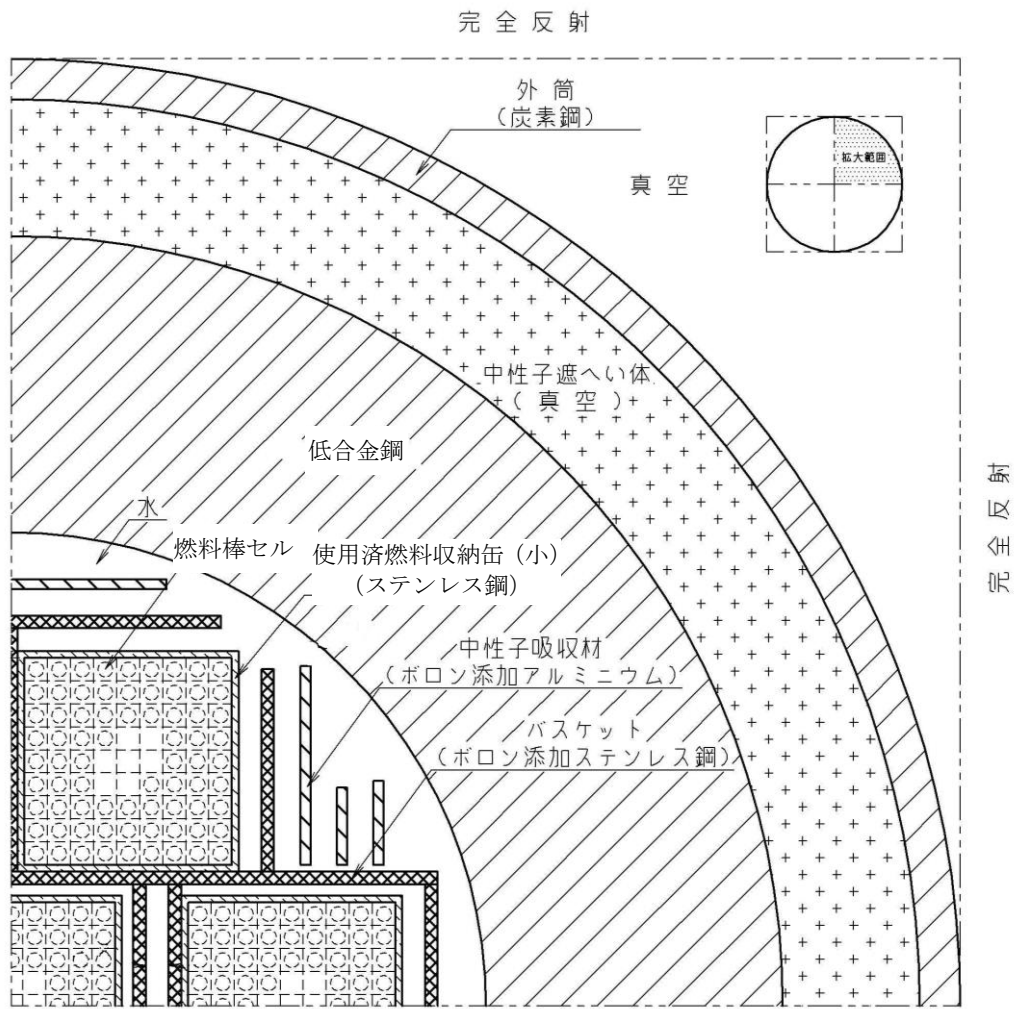 完全反射
外筒
(炭素鋼)
拡大範囲
真空
中性子遮へい体
(真空)
低合金鋼
完全反射
水
燃料棒セル
使用済燃料収納缶（小）
（ステンレス鋼）
中性子吸収材
(ボロン添加アルミニウム)
バスケット
(ボロン添加ステンレス鋼)